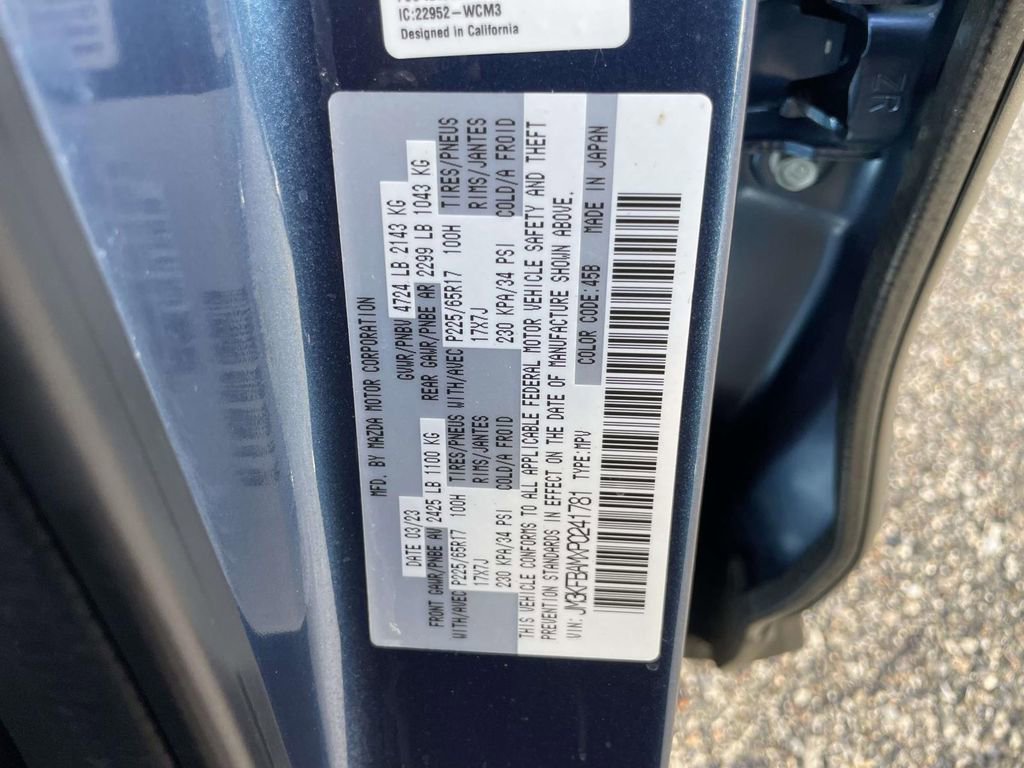 IC:22952-WCM3
Designed in California
MFD. BY MAZDA MOTOR CORPORATION
DATE 03/23 GVWR/PNBV 4724 LB 2143 KG
FRONT GAWR/PNBE AV 2425 LB 1100 KG REAR GAWR/PNBE AR 2299 LB 1043 KG
WITH/AVEC P225/65R17 100H TIRES/PNEUS WITH/AVEC P225/65R17 100H TIRES/PNEUS
17X7J RIMS/JANTES 17X7J RIMS/JANTES
230 KPA/34 PSI COLD/A FROID 230 KPA/34 PSI COLD/A FROID
THIS VEHICLE CONFORMS TO ALL APPLICABLE FEDERAL MOTOR VEHICLE SAFETY AND THEFT
PREVENTION STANDARDS IN EFFECT ON THE DATE OF MANUFACTURE SHOWN ABOVE.
VIN: JM3KFBAMXP0241781 TYPE:MPV COLOR CODE:45B MADE IN JAPAN
ZR